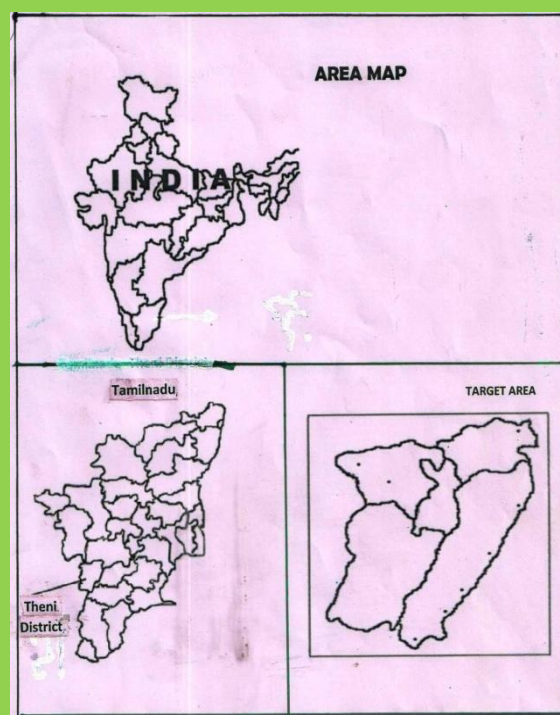 AREA MAP
INDIA
Tamilnadu
TARGET AREA
Theni
District